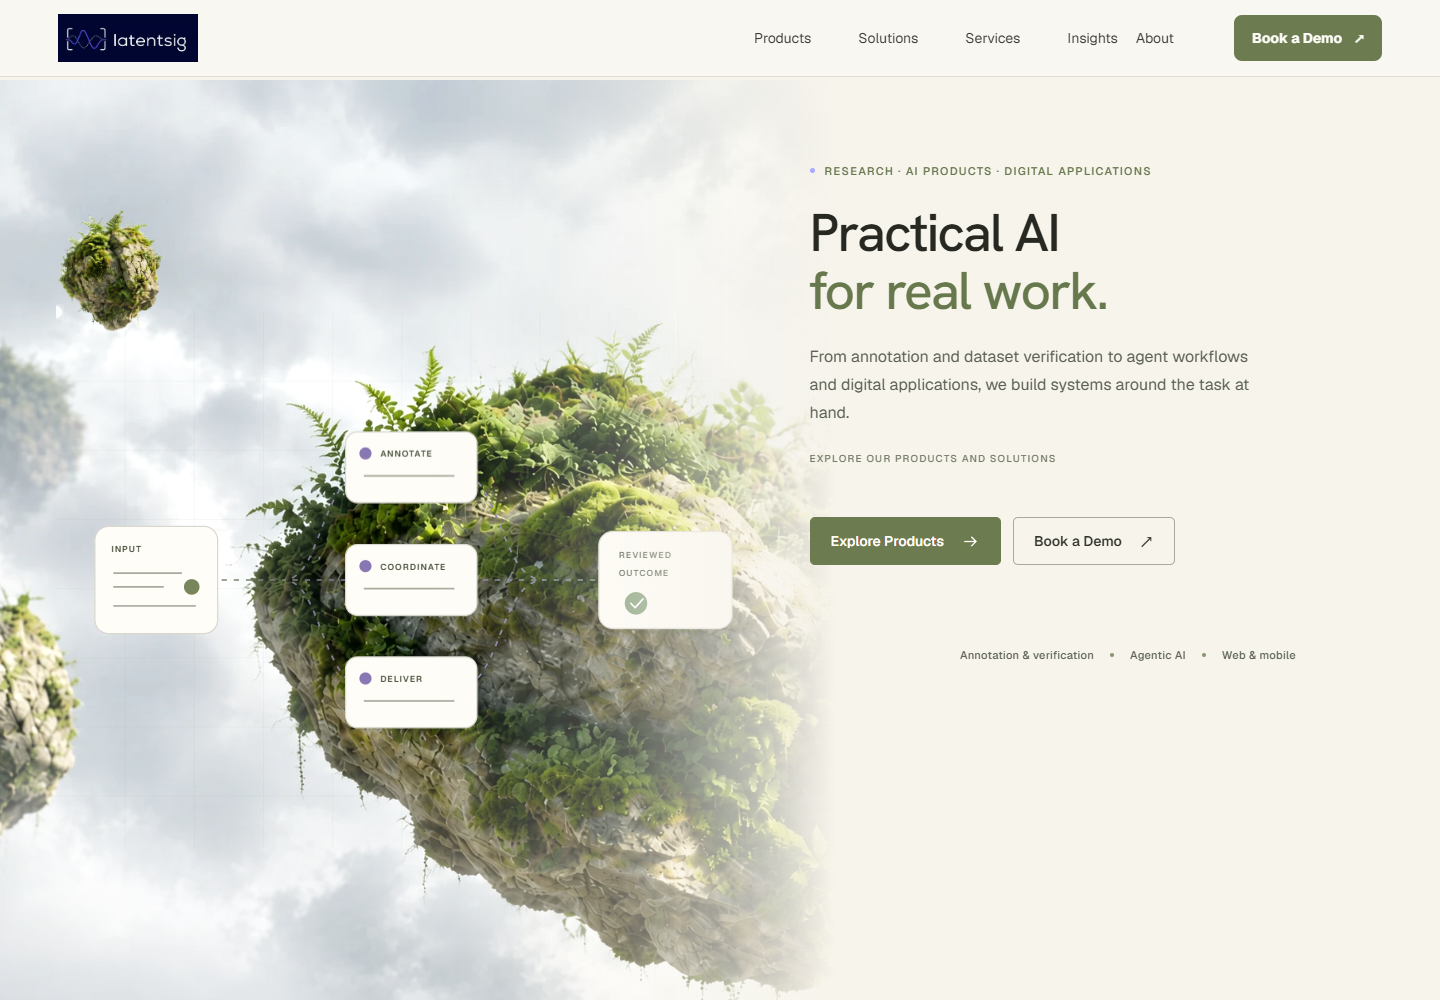 latentsig
Products Solutions Services Insights About
Book a Demo ↗
RESEARCH · AI PRODUCTS · DIGITAL APPLICATIONS
Practical AI
for real work.
From annotation and dataset verification to agent workflows
and digital applications, we build systems around the task at
hand.
EXPLORE OUR PRODUCTS AND SOLUTIONS
Explore Products →
Book a Demo ↗
Annotation & verification • Agentic AI • Web & mobile
INPUT
ANNOTATE
COORDINATE
DELIVER
REVIEWED
OUTCOME